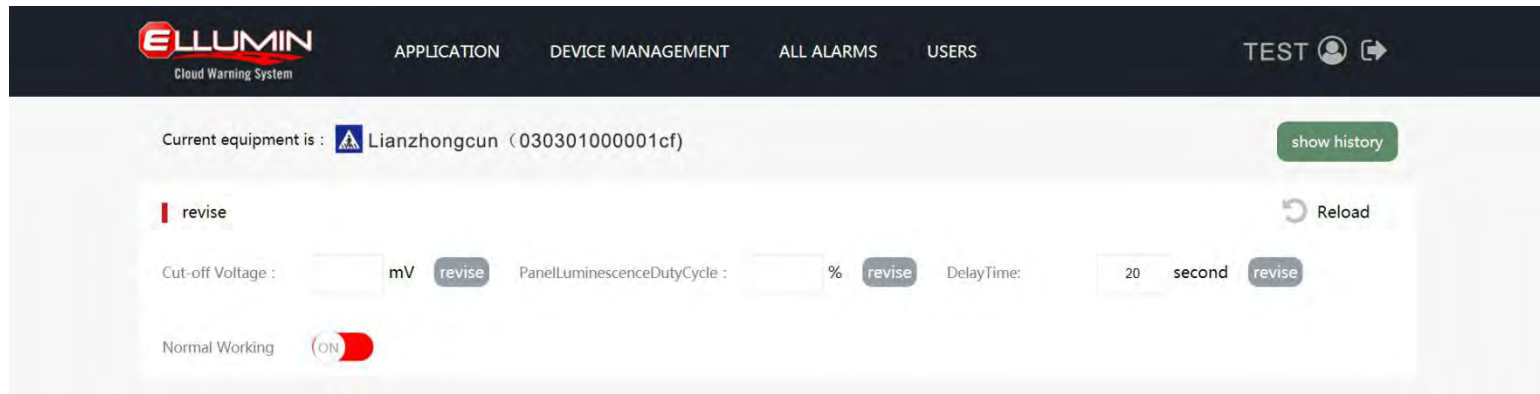 ELLUMIN
Cloud Warning System
APPLICATION DEVICE MANAGEMENT ALL ALARMS USERS TEST
Current equipment is : Lianzhongcun（030301000001cf) show history
revise Reload
Cut-off Voltage : mV revise PanelLuminescenceDutyCycle : % revise DelayTime: 20 second revise
Normal Working ON